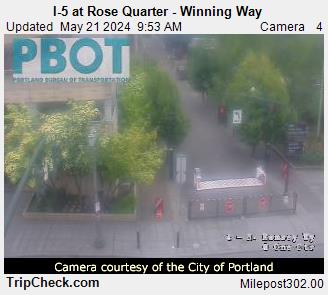 I-5 at Rose Quarter - Winning Way
Updated May 21 2024 9:53 AM Camera 4
PBOT
PORTLAND BUREAU OF TRANSPORTATION
Camera courtesy of the City of Portland
TripCheck.com Milepost302.00